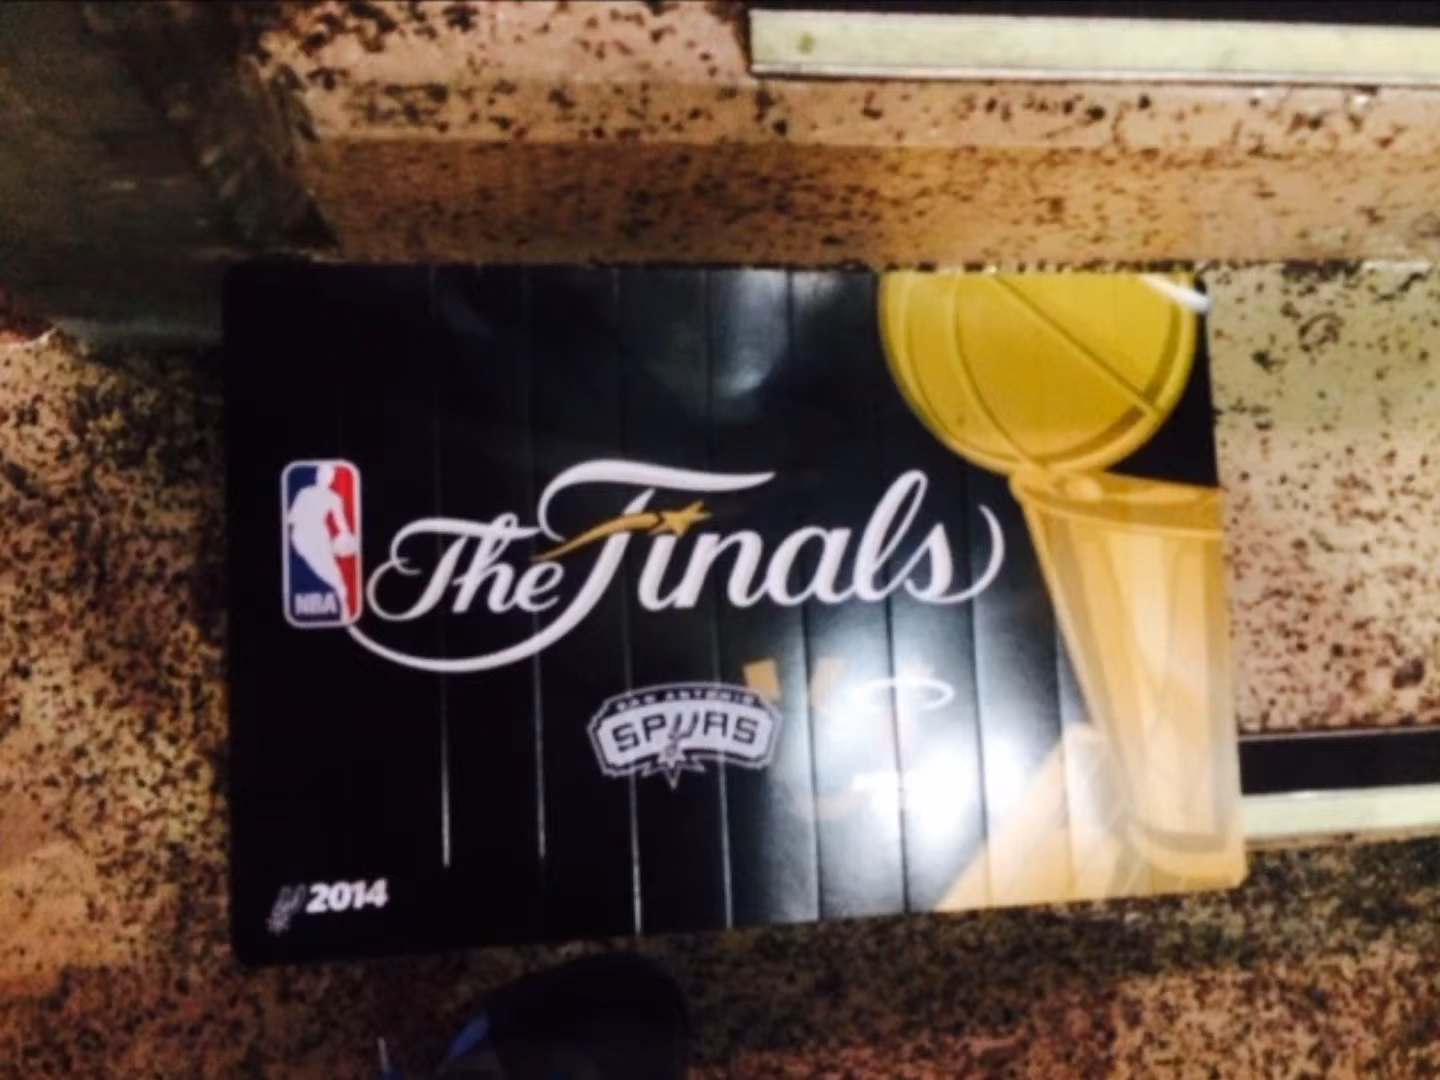 NBA
The Finals
SAN ANTONIO
SPURS
2014